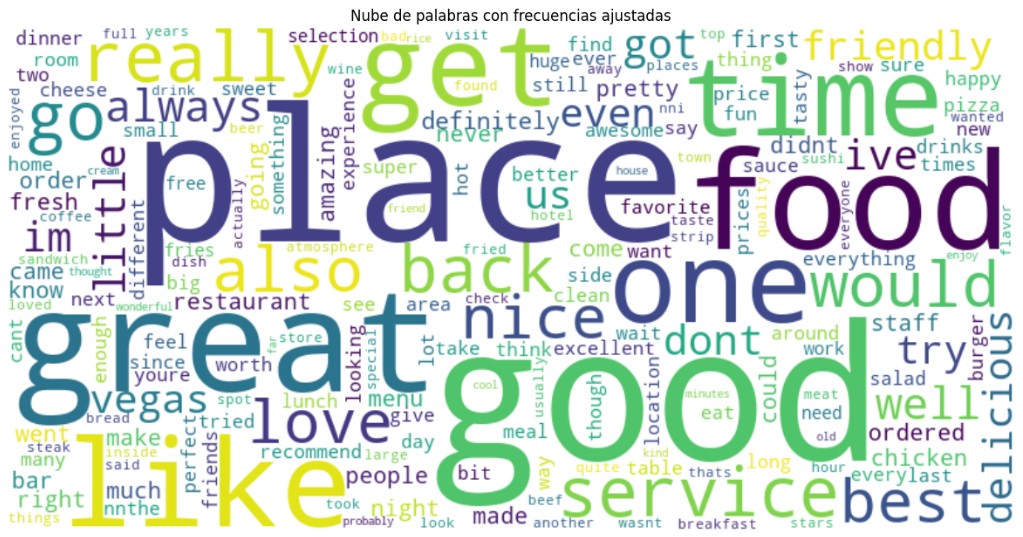 Nube de palabras con frecuencias ajustadas
dinner full years selection bad rice visit find got top first friendly
room really get huge ever places thing show sure
two wine away time
cheese drink sweet found still pretty tasty happy
enjoyed go always definitely even nni price pizza
small beer something never awesome say fun wanted new
home little place amazing experience super hot better us town didnt ive drinks
order free going house sauce sushi times
fresh cream actually friend hotel favorite food
coffee different taste prices quality everyone flavor
im fries atmosphere fried come want strip
sandwich dish also back side one everything enjoy
came thought big would
know next restaurant see area check clean
loved wonderful nice
great feel far store special lot take think wait excellent dont around staff
cant enough since worth looking work try burger
youre location could
vegas spot lunch menu cool usually though minutes meat salad delicious
bread tried love give meal good eat need well
went perfect friends day old ordered
steak make recommend large
many inside like people bit way quite kind table thats long chicken
bar said hour every last
right much took night service best
nnthe made beef
things probably look another wasnt breakfast stars